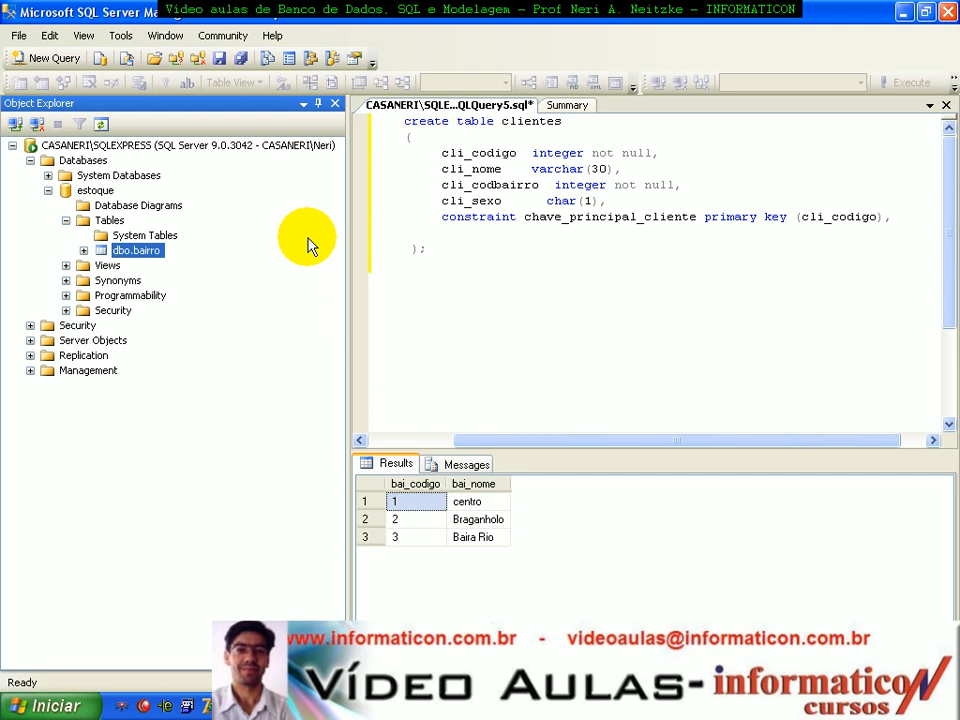 Microsoft SQL Server Ma
Vídeo aulas de Banco de Dados, SQL e Modelagem - Prof Neri A. Neitzke - INFORMATICON
File Edit View Tools Window Community Help
New Query
Table View
Execute
Object Explorer
CASANERI\SQLE...QLQuery5.sql* Summary
CASANERI\SQLEXPRESS (SQL Server 9.0.3042 - CASANERI\Neri)
Databases
System Databases
estoque
Database Diagrams
Tables
System Tables
dbo.bairro
Views
Synonyms
Programmability
Security
Security
Server Objects
Replication
Management
create table clientes
(
cli_codigo integer not null,
cli_nome varchar(30),
cli_codbairro integer not null,
cli_sexo char(1),
constraint chave_principal_cliente primary key (cli_codigo),
);
Results Messages
bai_codigo bai_nome
1 1 centro
2 2 Braganholo
3 3 Baira Rio
www.informaticon.com.br - videoaulas@informaticon.com.br
Vídeo Aulas- informaticon
cursos
Ready
Iniciar